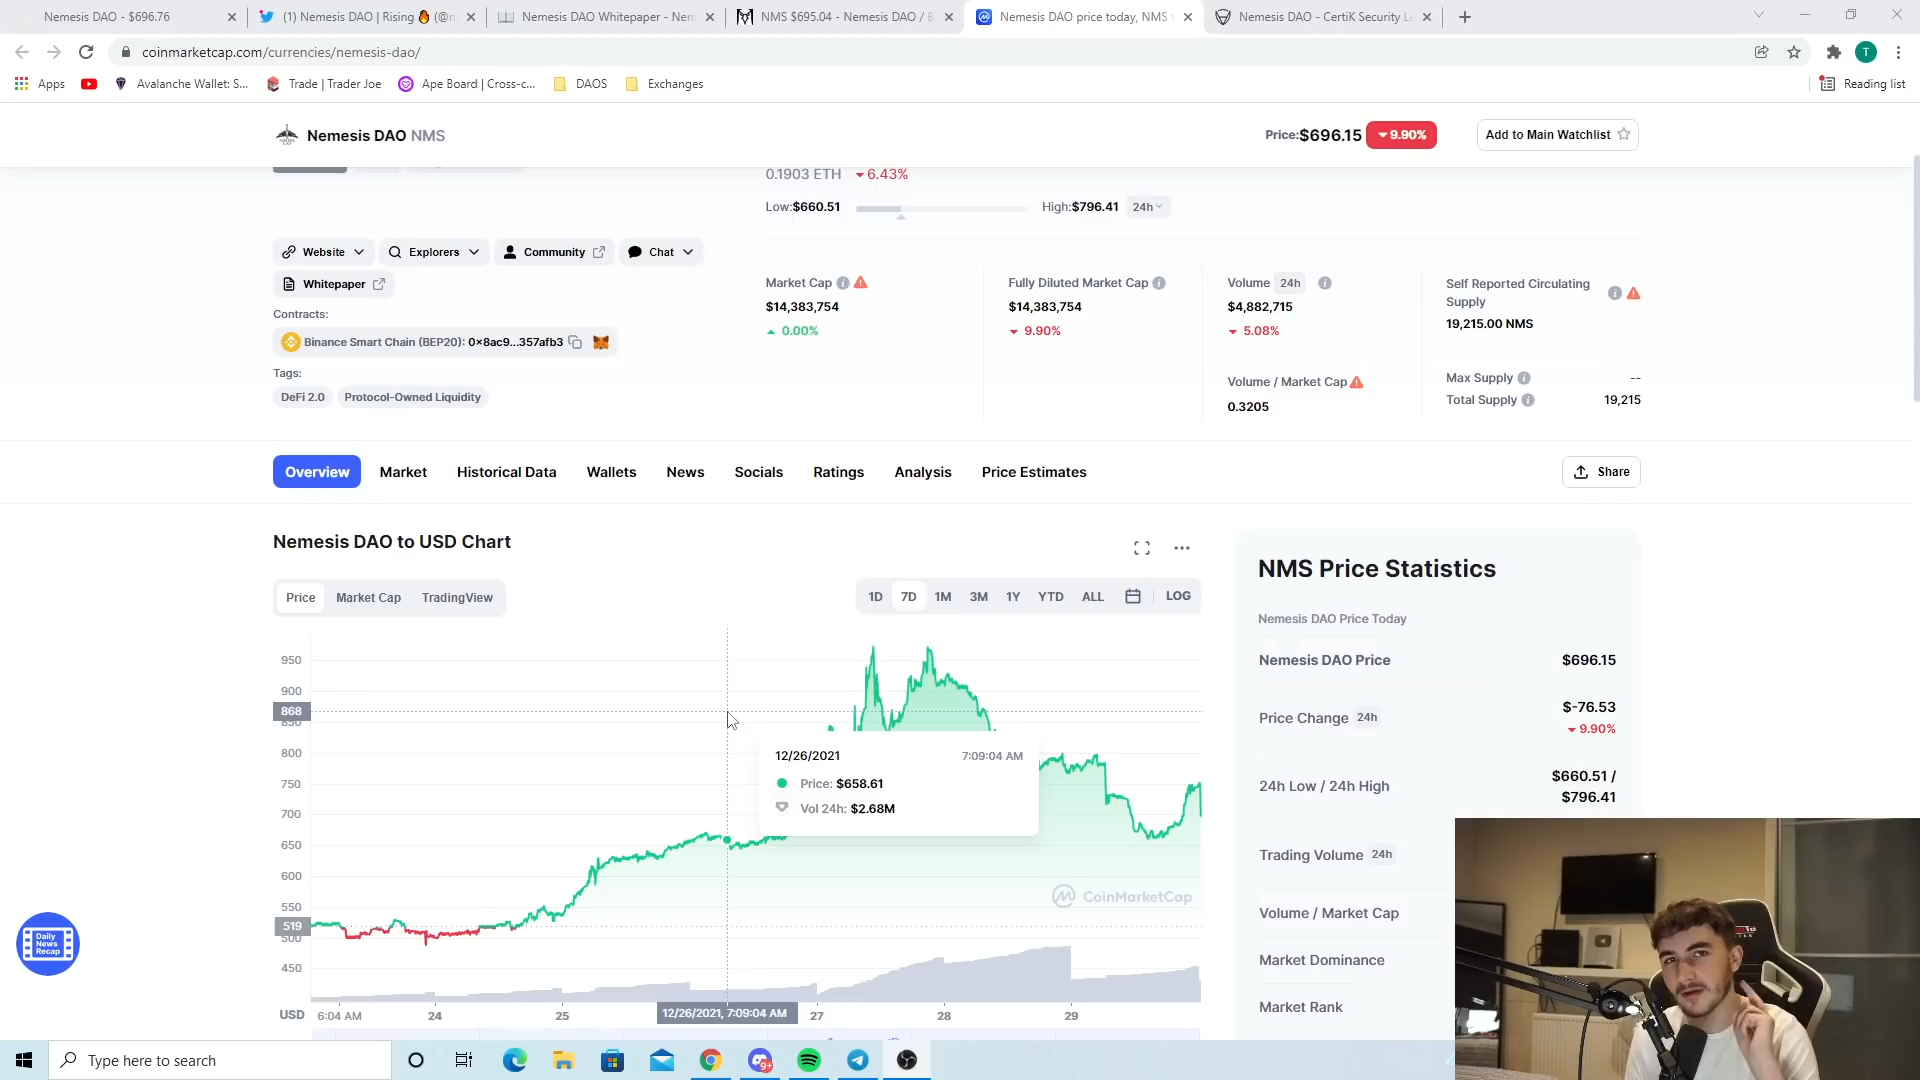 Nemesis DAO - $696.76
(1) Nemesis DAO | Rising 🔥 (@n
Nemesis DAO Whitepaper - Nem
NMS $695.04 - Nemesis DAO / B
Nemesis DAO price today, NMS t
Nemesis DAO - CertiK Security Le
coinmarketcap.com/currencies/nemesis-dao/
T
Apps
Avalanche Wallet: S...
Trade | Trader Joe
Ape Board | Cross-c...
DAOS
Exchanges
Reading list
Nemesis DAO NMS
Price:$696.15 9.90%
Add to Main Watchlist
0.1903 ETH 6.43%
Low:$660.51
High:$796.41 24h
Website
Explorers
Community
Chat
Whitepaper
Contracts:
Binance Smart Chain (BEP20): 0x8ac9...357afb3
Tags:
DeFi 2.0
Protocol-Owned Liquidity
Market Cap
$14,383,754
0.00%
Fully Diluted Market Cap
$14,383,754
9.90%
Volume 24h
$4,882,715
5.08%
Volume / Market Cap
0.3205
Self Reported Circulating
Supply
19,215.00 NMS
Max Supply --
Total Supply 19,215
Overview
Market
Historical Data
Wallets
News
Socials
Ratings
Analysis
Price Estimates
Share
Nemesis DAO to USD Chart
Price
Market Cap
TradingView
1D
7D
1M
3M
1Y
YTD
ALL
LOG
950
900
868
850
800
750
700
650
600
550
519
500
450
12/26/2021 7:09:04 AM
Price: $658.61
Vol 24h: $2.68M
CoinMarketCap
USD
6:04 AM
24
25
12/26/2021, 7:09:04 AM
27
28
29
NMS Price Statistics
Nemesis DAO Price Today
Nemesis DAO Price $696.15
Price Change 24h
$-76.53
9.90%
24h Low / 24h High
$660.51 /
$796.41
Trading Volume 24h
Volume / Market Cap
Market Dominance
Market Rank
Daily
News
Recap
Type here to search
9+